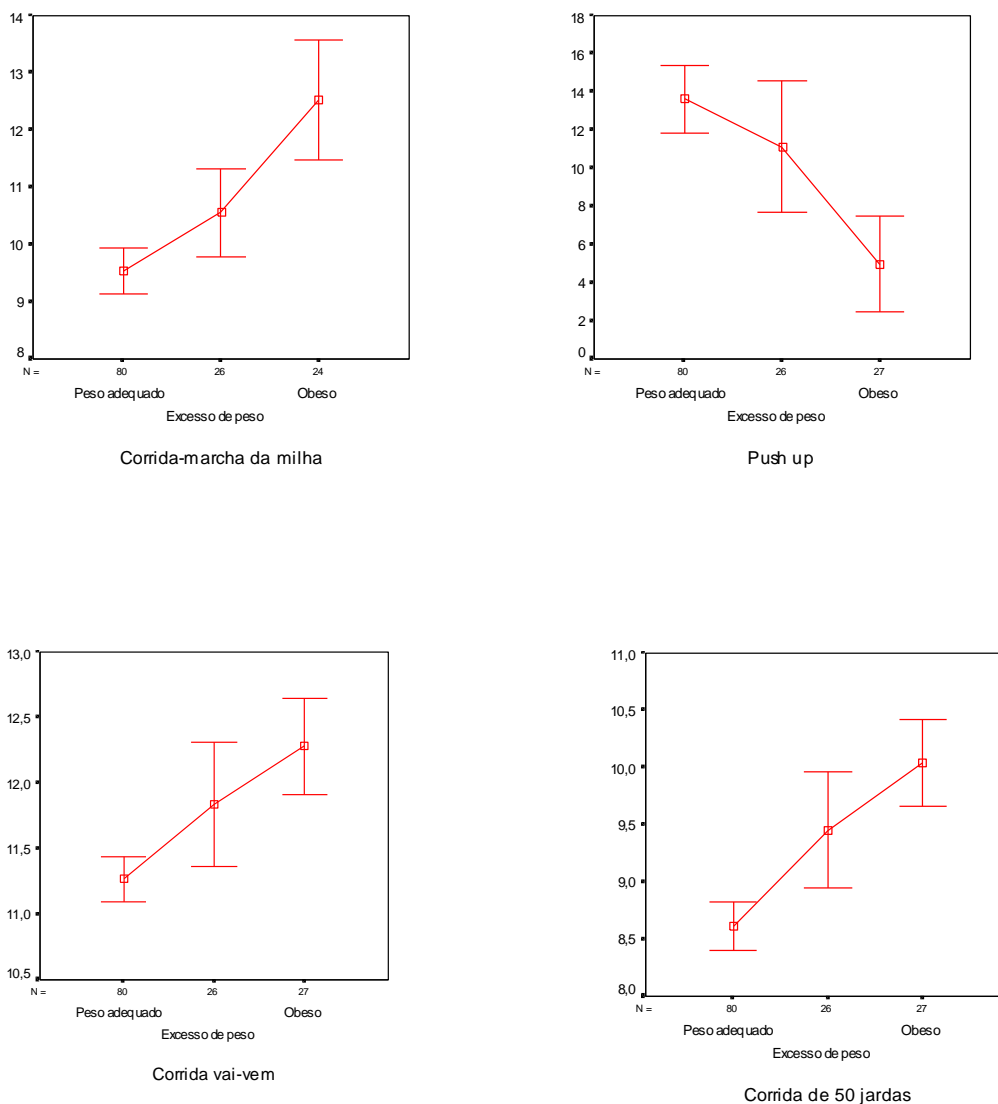 14
13
12
11
10
9
8
N = 80 26 24
Peso adequado Obeso
Excesso de peso
Corrida-marcha da milha
18
16
14
12
10
8
6
4
2
0
N = 80 26 27
Peso adequado Obeso
Excesso de peso
Push up
13,0
12,5
12,0
11,5
11,0
10,5
N = 80 26 27
Peso adequado Obeso
Excesso de peso
Corrida vai-vem
11,0
10,5
10,0
9,5
9,0
8,5
8,0
N = 80 26 27
Peso adequado Obeso
Excesso de peso
Corrida de 50 jardas